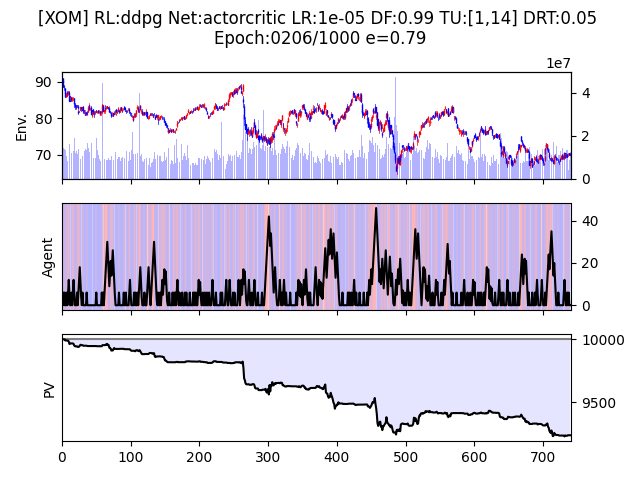 [XOM] RL:ddpg Net:actorcritic LR:1e-05 DF:0.99 TU:[1,14] DRT:0.05
Epoch:0206/1000 e=0.79
1e7
90
80
70
Env.
4
2
0
Agent
40
20
0
PV
10000
9500
0 100 200 300 400 500 600 700